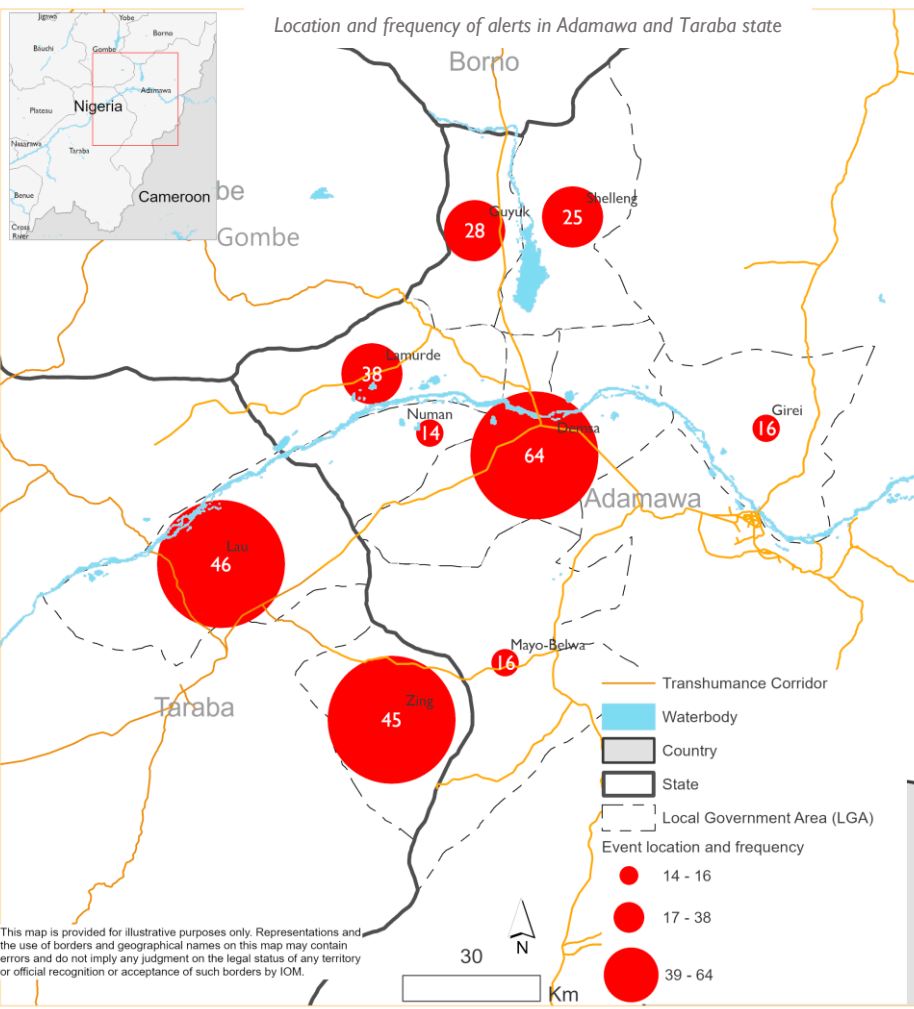 Location and frequency of alerts in Adamawa and Taraba state
Jigwa
Yobe
Borno
Bauchi
Gombe
Adamawa
Nigeria
Plateau
Nasarawa
Taraba
Benue
Cameroon
Cross
River
be
Gombe
Borno
Guyuk
28
Shelleng
25
Lamurde
38
Numan
14
Demsa
64
Girei
16
Adamawa
Lau
46
Mayo-Belwa
16
Zing
45
Taraba
Transhumance Corridor
Waterbody
Country
State
Local Government Area (LGA)
Event location and frequency
14 - 16
17 - 38
39 - 64
This map is provided for illustrative purposes only. Representations and
the use of borders and geographical names on this map may contain
errors and do not imply any judgment on the legal status of any territory
or official recognition or acceptance of such borders by IOM.
N
30
Km